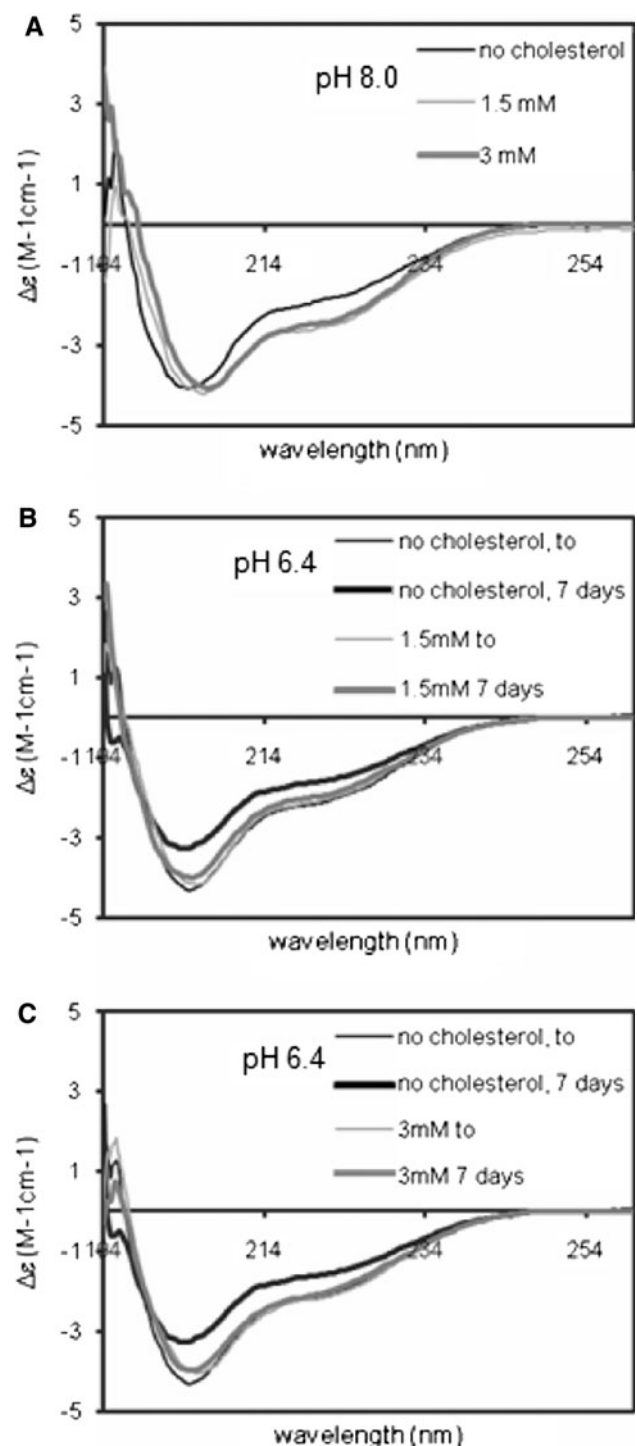 A
5
3
1
-1
-3
-5
Δε (M-1cm-1)
pH 8.0
no cholesterol
1.5 mM
3 mM
194 214 234 254
wavelength (nm)
B
5
3
1
-1
-3
-5
Δε (M-1cm-1)
pH 6.4
no cholesterol, to
no cholesterol, 7 days
1.5mM to
1.5mM 7 days
194 214 234 254
wavelength (nm)
C
5
3
1
-1
-3
-5
Δε (M-1cm-1)
pH 6.4
no cholesterol, to
no cholesterol, 7 days
3mM to
3mM 7 days
194 214 234 254
wavelength (nm)